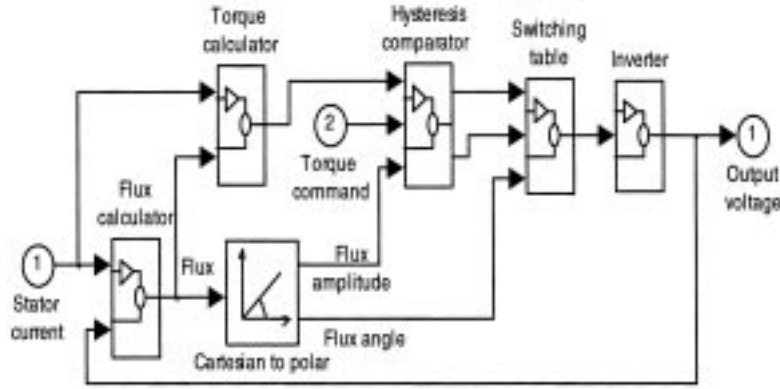 Torque
calculator
Hysteresis
comparator
Switching
table
Inverter
2
Torque
command
1
Output
voltage
Flux
calculator
1
Stator
current
Flux
Flux
amplitude
Flux angle
Cartesian to polar